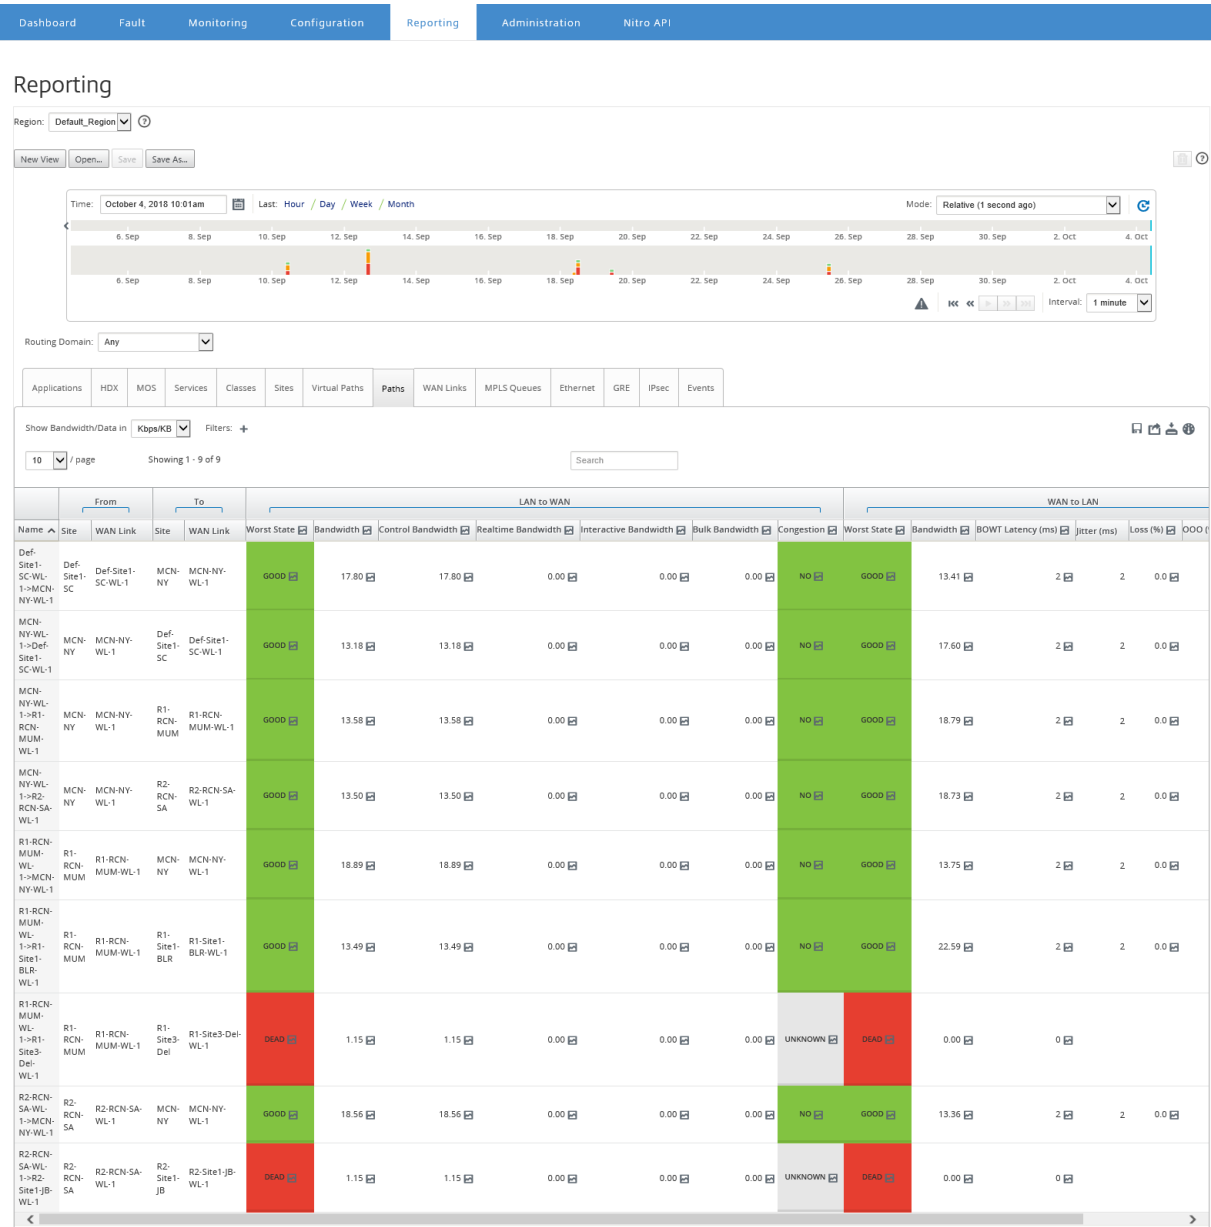 Dashboard Fault Monitoring Configuration Reporting Administration Nitro API
Reporting
Region: Default_Region
New View Open... Save Save As...
Time: October 4, 2018 10:01am Last: Hour / Day / Week / Month Mode: Relative (1 second ago)
6. Sep 8. Sep 10. Sep 12. Sep 14. Sep 16. Sep 18. Sep 20. Sep 22. Sep 24. Sep 26. Sep 28. Sep 30. Sep 2. Oct 4. Oct
6. Sep 8. Sep 10. Sep 12. Sep 14. Sep 16. Sep 18. Sep 20. Sep 22. Sep 24. Sep 26. Sep 28. Sep 30. Sep 2. Oct 4. Oct
Interval: 1 minute
Routing Domain: Any
Applications HDX MOS Services Classes Sites Virtual Paths Paths WAN Links MPLS Queues Ethernet GRE IPsec Events
Show Bandwidth/Data in Kbps/KB Filters: +
10 / page Showing 1 - 9 of 9 Search
From To LAN to WAN WAN to LAN
Name Site WAN Link Site WAN Link Worst State Bandwidth Control Bandwidth Realtime Bandwidth Interactive Bandwidth Bulk Bandwidth Congestion Worst State Bandwidth BOWT Latency (ms) Jitter (ms) Loss (%) OOO (
Def-Site1-SC-WL-1->MCN-NY-WL-1 Def-Site1-SC Def-Site1-SC-WL-1 MCN-NY MCN-NY-WL-1 GOOD 17.80 17.80 0.00 0.00 0.00 NO GOOD 13.41 2 2 0.0
MCN-NY-WL-1->Def-Site1-SC-WL-1 MCN-NY MCN-NY-WL-1 Def-Site1-SC Def-Site1-SC-WL-1 GOOD 13.18 13.18 0.00 0.00 0.00 NO GOOD 17.60 2 2 0.0
MCN-NY-WL-1->R1-RCN-MUM-WL-1 MCN-NY MCN-NY-WL-1 R1-RCN-MUM R1-RCN-MUM-WL-1 GOOD 13.58 13.58 0.00 0.00 0.00 NO GOOD 18.79 2 2 0.0
MCN-NY-WL-1->R2-RCN-SA-WL-1 MCN-NY MCN-NY-WL-1 R2-RCN-SA R2-RCN-SA-WL-1 GOOD 13.50 13.50 0.00 0.00 0.00 NO GOOD 18.73 2 2 0.0
R1-RCN-MUM-WL-1->MCN-NY-WL-1 R1-RCN-MUM R1-RCN-MUM-WL-1 MCN-NY MCN-NY-WL-1 GOOD 18.89 18.89 0.00 0.00 0.00 NO GOOD 13.75 2 2 0.0
R1-RCN-MUM-WL-1->R1-Site1-BLR-WL-1 R1-RCN-MUM R1-RCN-MUM-WL-1 R1-Site1-BLR R1-Site1-BLR-WL-1 GOOD 13.49 13.49 0.00 0.00 0.00 NO GOOD 22.59 2 2 0.0
R1-RCN-MUM-WL-1->R1-Site3-Del-WL-1 R1-RCN-MUM R1-RCN-MUM-WL-1 R1-Site3-Del R1-Site3-Del-WL-1 DEAD 1.15 1.15 0.00 0.00 0.00 UNKNOWN DEAD 0.00 0
R2-RCN-SA-WL-1->MCN-NY-WL-1 R2-RCN-SA R2-RCN-SA-WL-1 MCN-NY MCN-NY-WL-1 GOOD 18.56 18.56 0.00 0.00 0.00 NO GOOD 13.36 2 2 0.0
R2-RCN-SA-WL-1->R2-Site1-JB-WL-1 R2-RCN-SA R2-RCN-SA-WL-1 R2-Site1-JB R2-Site1-JB-WL-1 DEAD 1.15 1.15 0.00 0.00 0.00 UNKNOWN DEAD 0.00 0